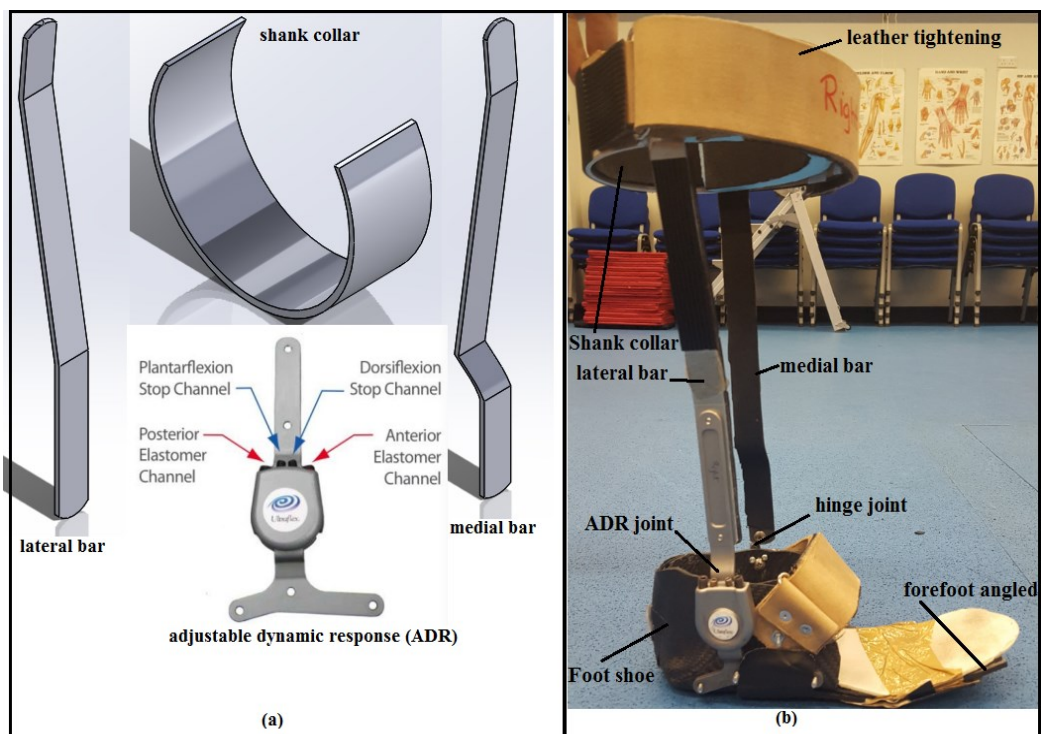 shank collar
Plantarflexion
Stop Channel
Dorsiflexion
Stop Channel
Posterior
Elastomer
Channel
Anterior
Elastomer
Channel
Ultraflex
lateral bar
medial bar
adjustable dynamic response (ADR)
(a)
leather tightening
Right
Shank collar
lateral bar
medial bar
hinge joint
ADR joint
forefoot angled
Foot shoe
(b)